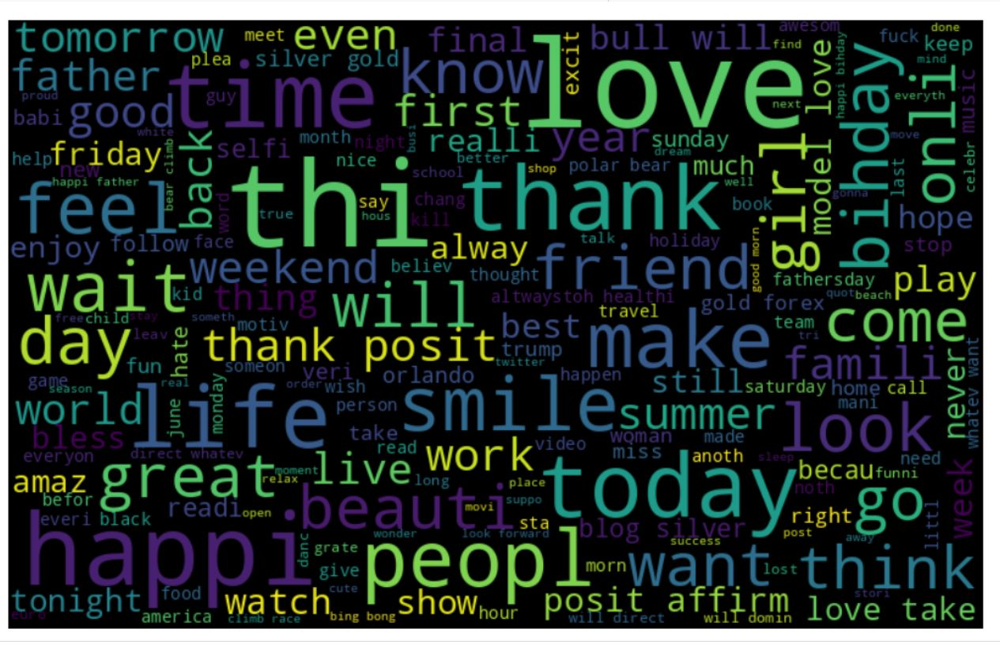 tomorrow
meet
even
final
bull will
awesom
done
find
fuck
keep
mind
plea
silver gold
know
love
excit
father
time
guy
proud
babi
good
first
next
model love
happi bihday
bihday
everyth
onli
celebr music
white
busi
realli
year
sunday
dream
move
help
friday
new
back
bear climb
selfi
month
night
nice
better
school
shop
polar bear
much
well
girl
last
happi father
feel
word
thi
true
say
hous
chang
kill
thank
book
gonna
hope
enjoy
follow
face
alway
talk
holiday
good morn
stop
wait
weekend
believ
thought
friend
fathersday
play
kid
thing
will
altwaystoh healthi
gold forex
quot
beach
free
child
stay
someth
motiv
travel
best
make
team
tri
come
day
leav
hate
thank posit
trump
twitter
famili
never
whatev want
fun
someon
veri
orlando
happen
still
saturday
home
call
game
season
real
order
wish
mani
world
june
monday
life
person
smile
summer
look
bless
take
read
video
woman
made
miss
everyon
direct whatev
work
anoth
sleep
need
amaz
great
moment
relax
live
long
place
today
becau
funni
noth
go
week
befor
readi
open
beauti
movi
suppo
everi
black
sta
blog silver
right
post
away
littl
happi
danc
grate
wonder
look forward
success
give
peopl
morn
want
lost
think
cute
stori
tonight
food
watch
show
hour
posit affirm
love take
euro
america
climb race
bing bong
will direct
will domin